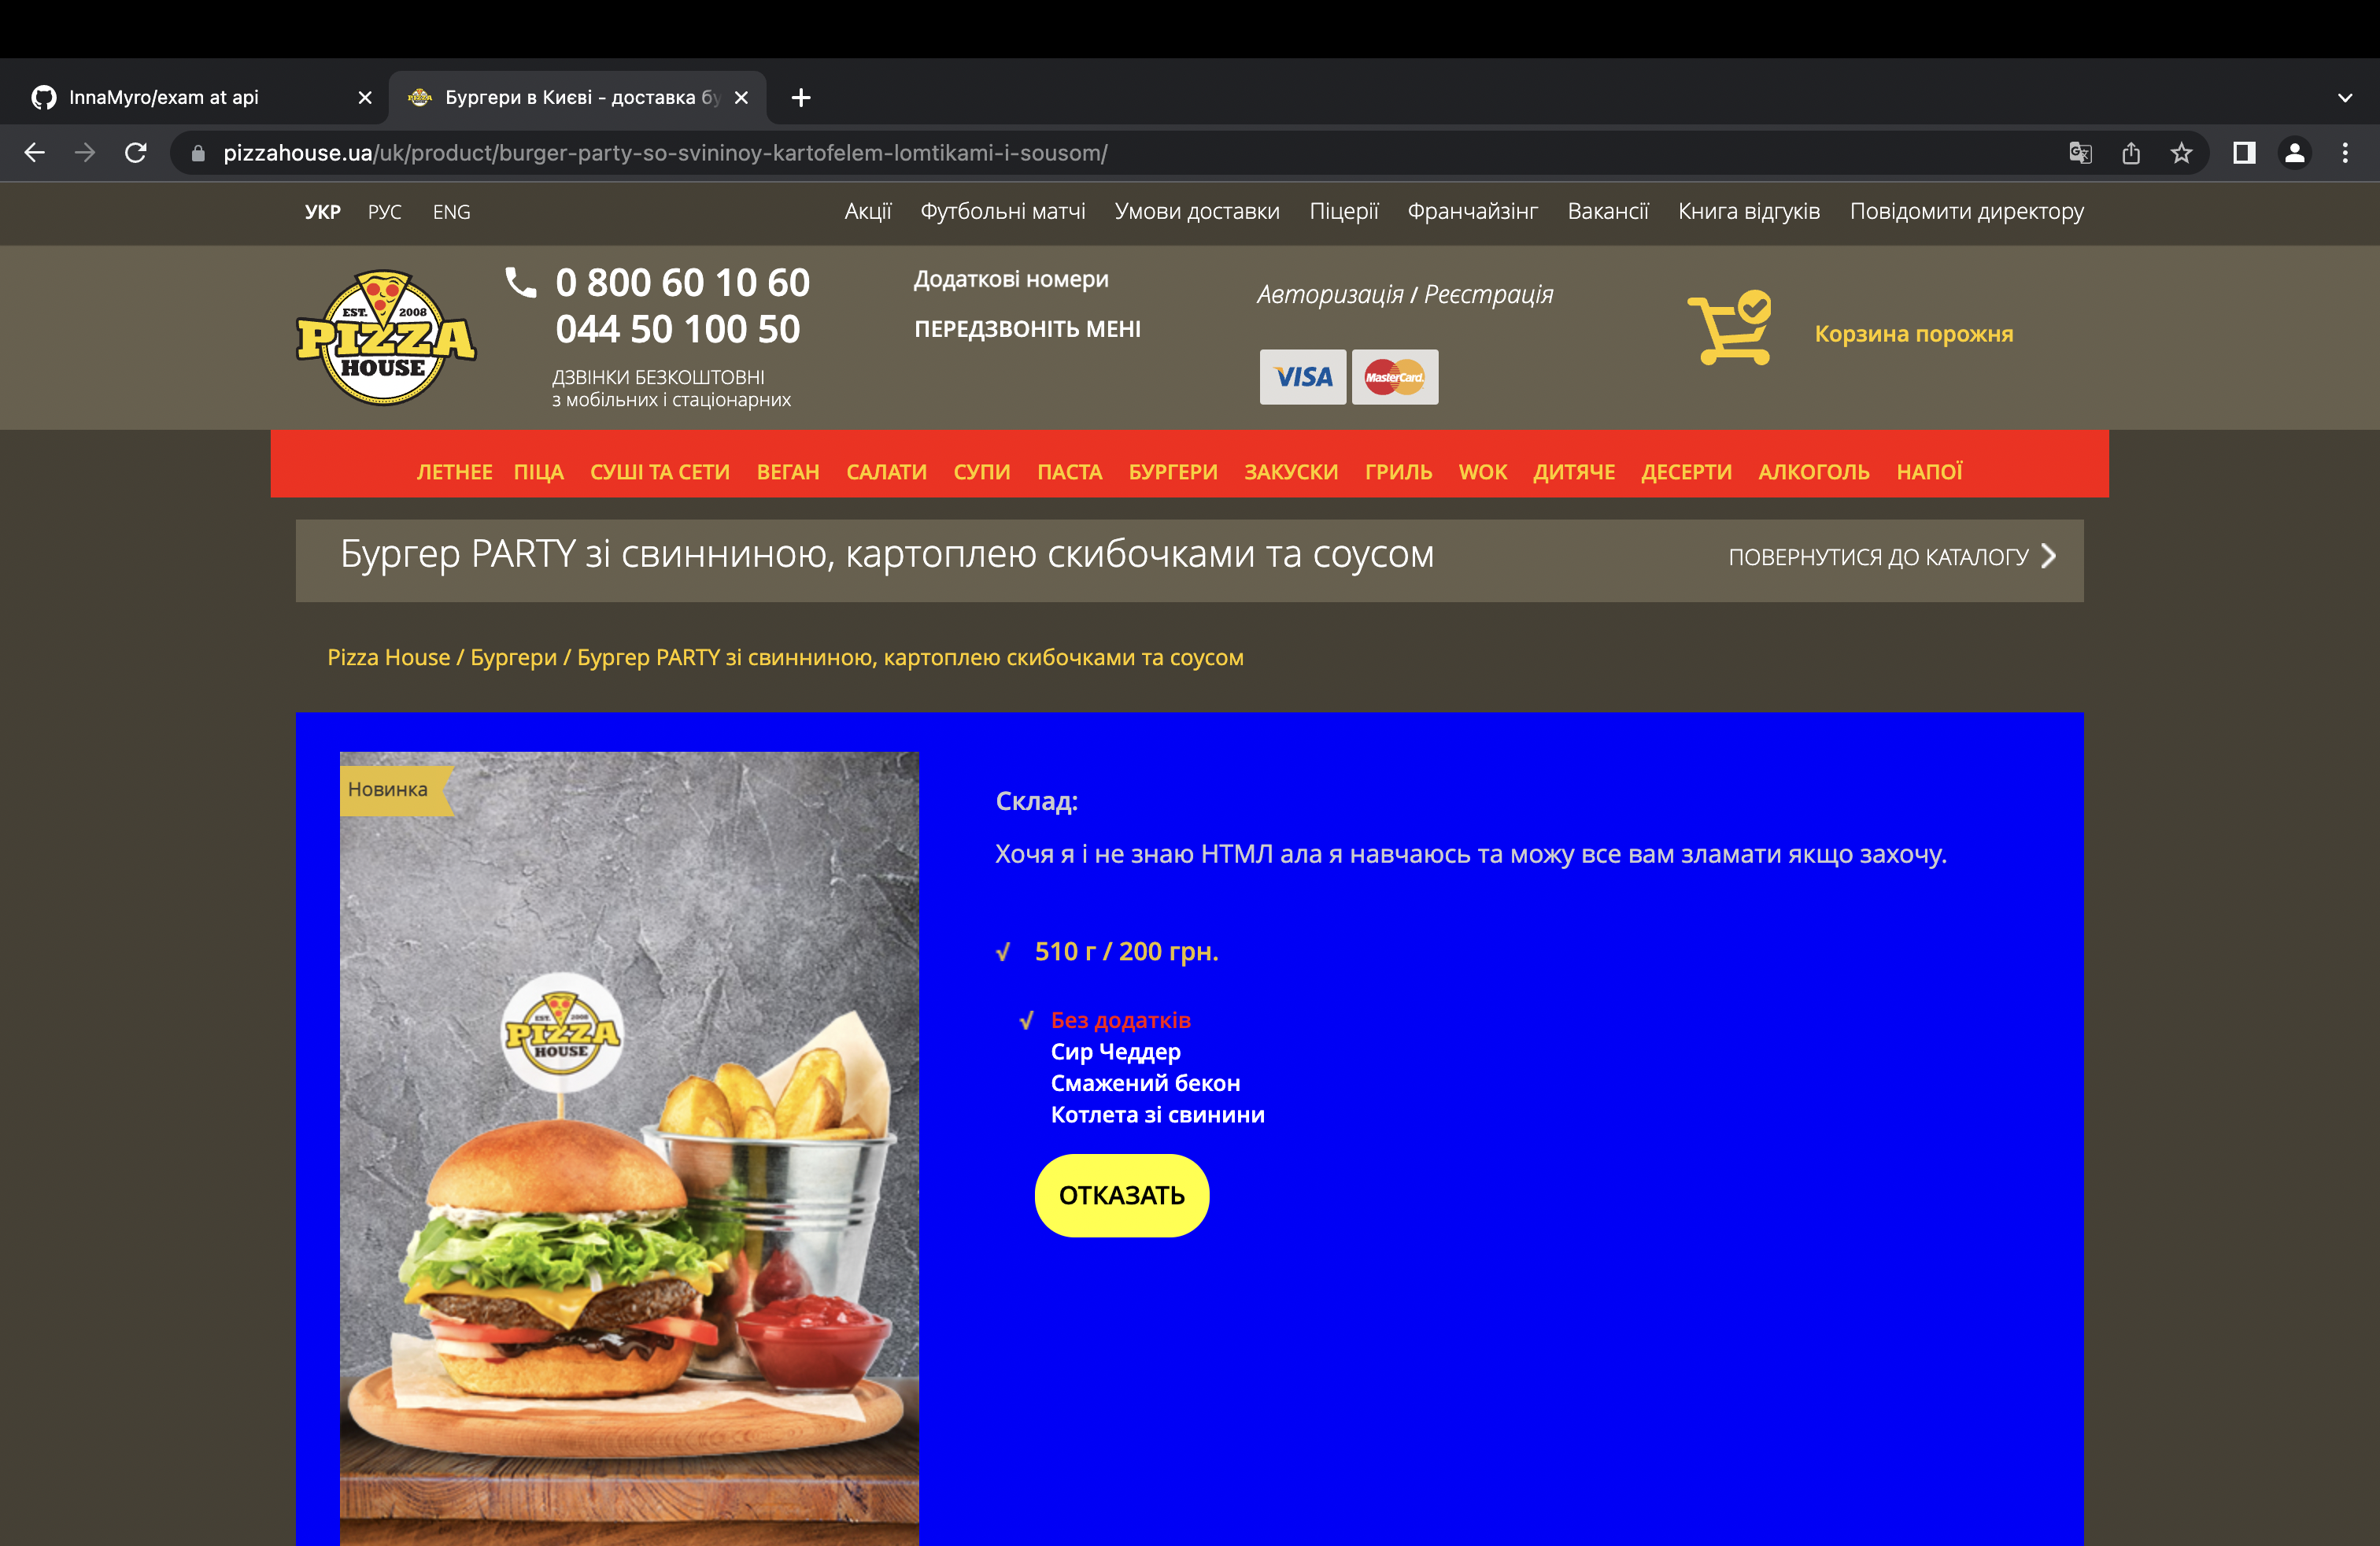 InnaMyro/exam at api
Бургери в Києві - доставка бу
pizzahouse.ua/uk/product/burger-party-so-svininoy-kartofelem-lomtikami-i-sousom/
УКР РУС ENG
Акції Футбольні матчі Умови доставки Піцерії Франчайзінг Вакансії Книга відгуків Повідомити директору
EST. 2008
PIZZA
HOUSE
0 800 60 10 60
044 50 100 50
ДЗВІНКИ БЕЗКОШТОВНІ
з мобільних і стаціонарних
Додаткові номери
ПЕРЕДЗВОНІТЬ МЕНІ
Авторизація / Реєстрація
VISA MasterCard
Корзина порожня
ЛЕТНЕЕ ПІЦА СУШІ ТА СЕТИ ВЕГАН САЛАТИ СУПИ ПАСТА БУРГЕРИ ЗАКУСКИ ГРИЛЬ WOK ДИТЯЧЕ ДЕСЕРТИ АЛКОГОЛЬ НАПОЇ
Бургер PARTY зі свинниною, картоплею скибочками та соусом
ПОВЕРНУТИСЯ ДО КАТАЛОГУ
Pizza House / Бургери / Бургер PARTY зі свинниною, картоплею скибочками та соусом
Новинка
EST. 2008
PIZZA
HOUSE
Склад:
Хочя я і не знаю НТМЛ ала я навчаюсь та можу все вам зламати якщо захочу.
510 г / 200 грн.
Без додатків
Сир Чеддер
Смажений бекон
Котлета зі свинини
ОТКАЗАТЬ